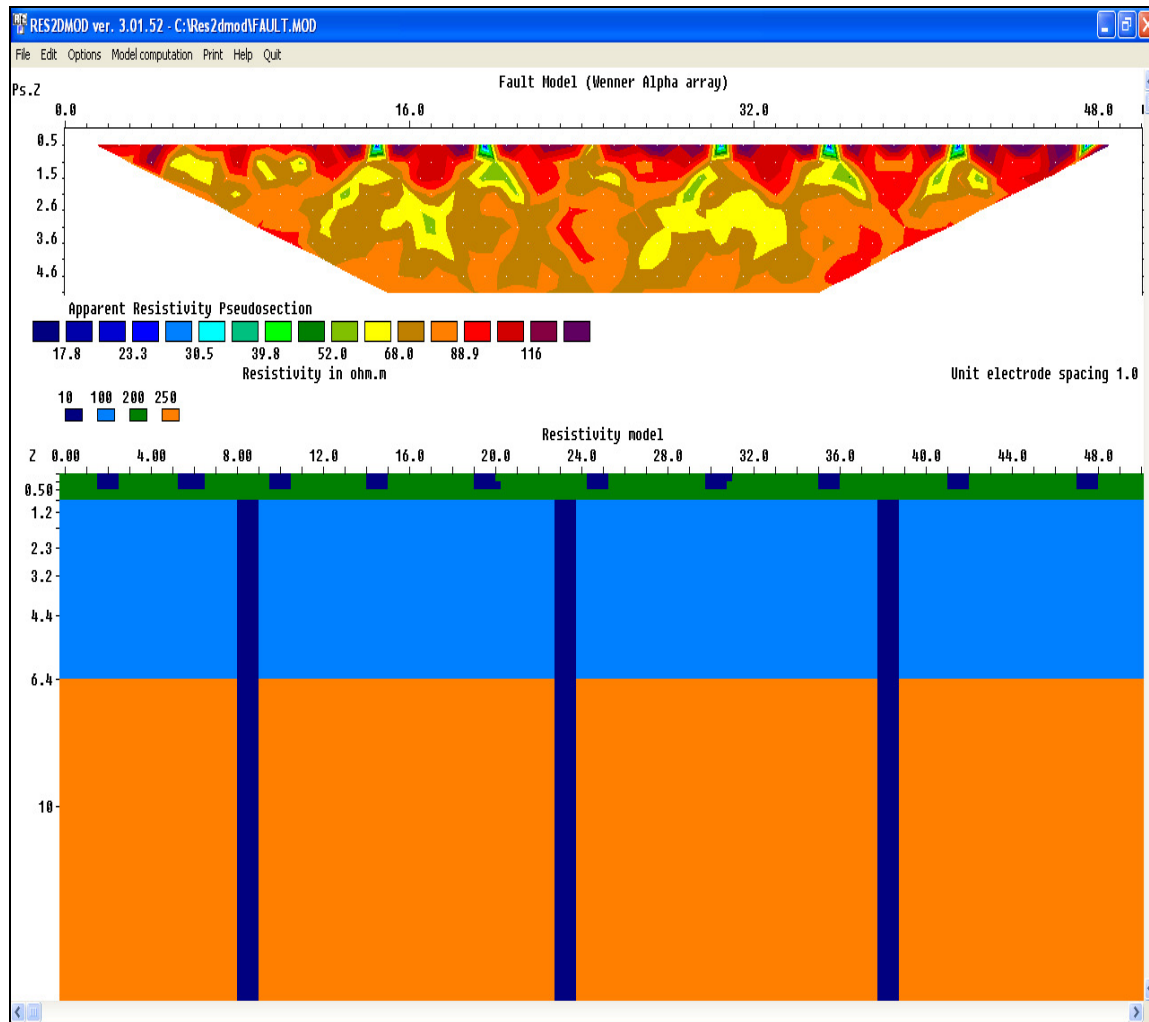 RES2DMOD ver. 3.01.52 - C:\Res2dmod\FAULT.MOD
File Edit Options Model computation Print Help Quit
Fault Model (Wenner Alpha array)
Ps.Z
0.0 16.0 32.0 48.0
0.5
1.5
2.6
3.6
4.6
Apparent Resistivity Pseudosection
17.8 23.3 30.5 39.8 52.0 68.0 88.9 116
Resistivity in ohm.m Unit electrode spacing 1.0
10 100 200 250
Resistivity model
Z 0.00 4.00 8.00 12.0 16.0 20.0 24.0 28.0 32.0 36.0 40.0 44.0 48.0
0.50
1.2
2.3
3.2
4.4
6.4
10